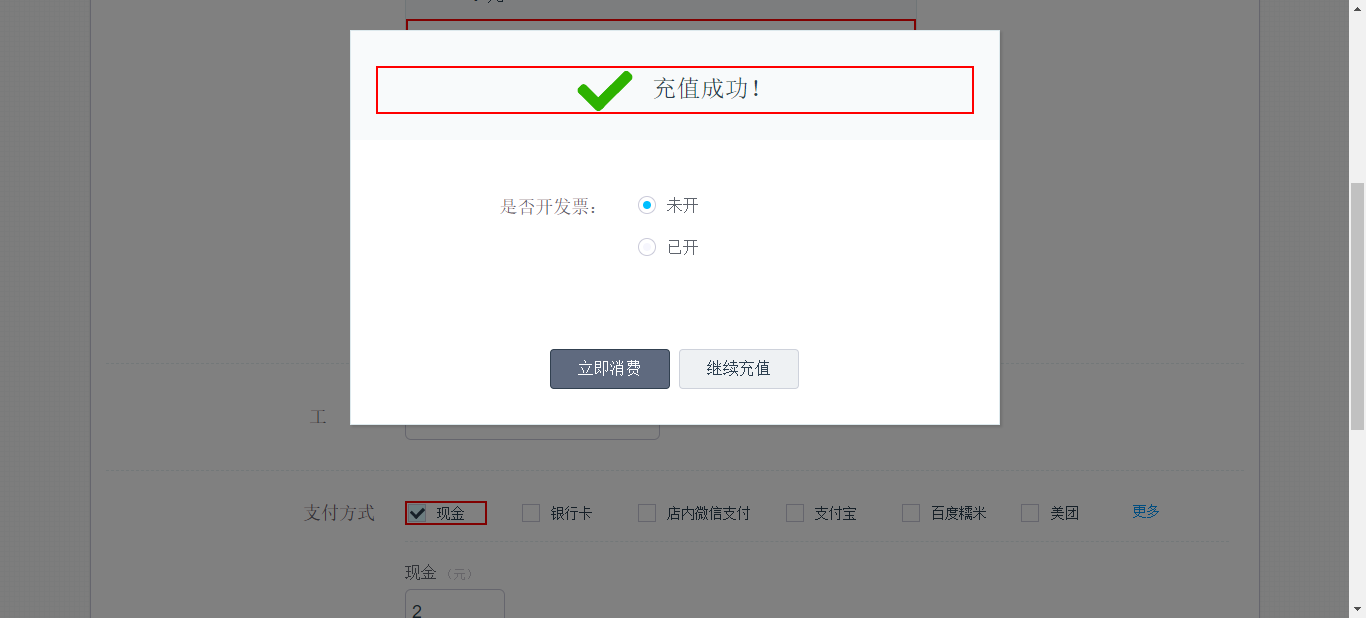 充值成功！
是否开发票： 未开
已开
立即消费 继续充值
工
支付方式 现金 银行卡 店内微信支付 支付宝 百度糯米 美团 更多
现金 （元）
2